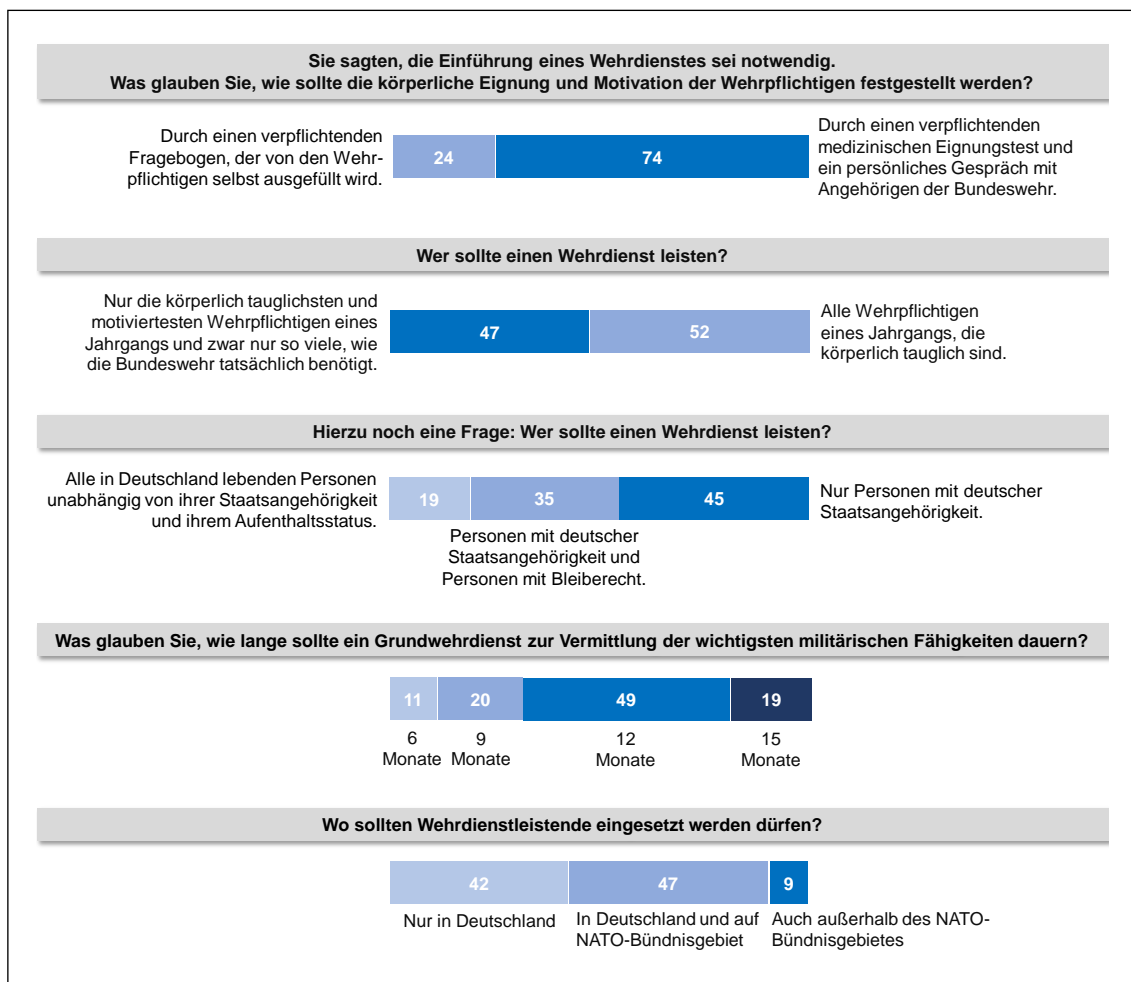 Sie sagten, die Einführung eines Wehrdienstes sei notwendig.
Was glauben Sie, wie sollte die körperliche Eignung und Motivation der Wehrpflichtigen festgestellt werden?
Durch einen verpflichtenden
Fragebogen, der von den Wehr-
pflichtigen selbst ausgefüllt wird.
24
74
Durch einen verpflichtenden
medizinischen Eignungstest und
ein persönliches Gespräch mit
Angehörigen der Bundeswehr.
Wer sollte einen Wehrdienst leisten?
Nur die körperlich tauglichsten und
motiviertesten Wehrpflichtigen eines
Jahrgangs und zwar nur so viele, wie
die Bundeswehr tatsächlich benötigt.
47
52
Alle Wehrpflichtigen
eines Jahrgangs, die
körperlich tauglich sind.
Hierzu noch eine Frage: Wer sollte einen Wehrdienst leisten?
Alle in Deutschland lebenden Personen
unabhängig von ihrer Staatsangehörigkeit
und ihrem Aufenthaltsstatus.
19
35
45
Nur Personen mit deutscher
Staatsangehörigkeit.
Personen mit deutscher
Staatsangehörigkeit und
Personen mit Bleiberecht.
Was glauben Sie, wie lange sollte ein Grundwehrdienst zur Vermittlung der wichtigsten militärischen Fähigkeiten dauern?
11
20
49
19
6
Monate
9
Monate
12
Monate
15
Monate
Wo sollten Wehrdienstleistende eingesetzt werden dürfen?
42
47
9
Nur in Deutschland
In Deutschland und auf
NATO-Bündnisgebiet
Auch außerhalb des NATO-
Bündnisgebietes